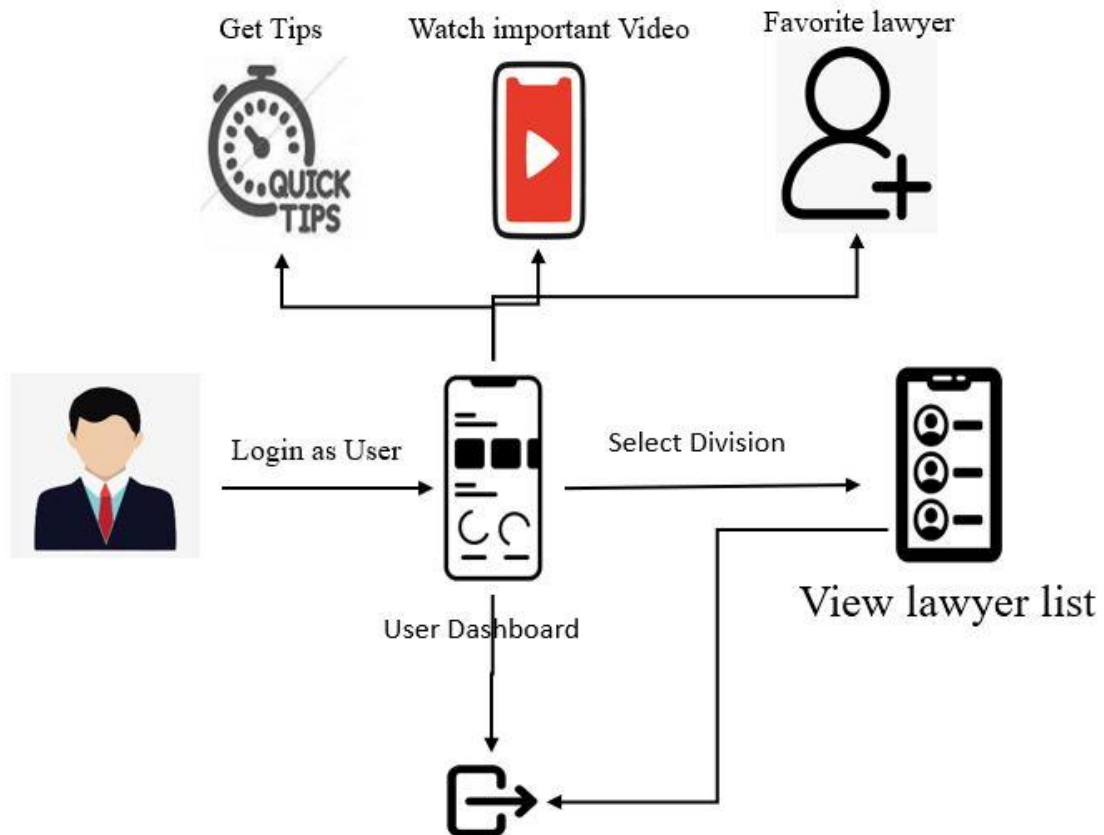 Get Tips
Watch important Video
Favorite lawyer
QUICK
TIPS
Login as User
Select Division
View lawyer list
User Dashboard